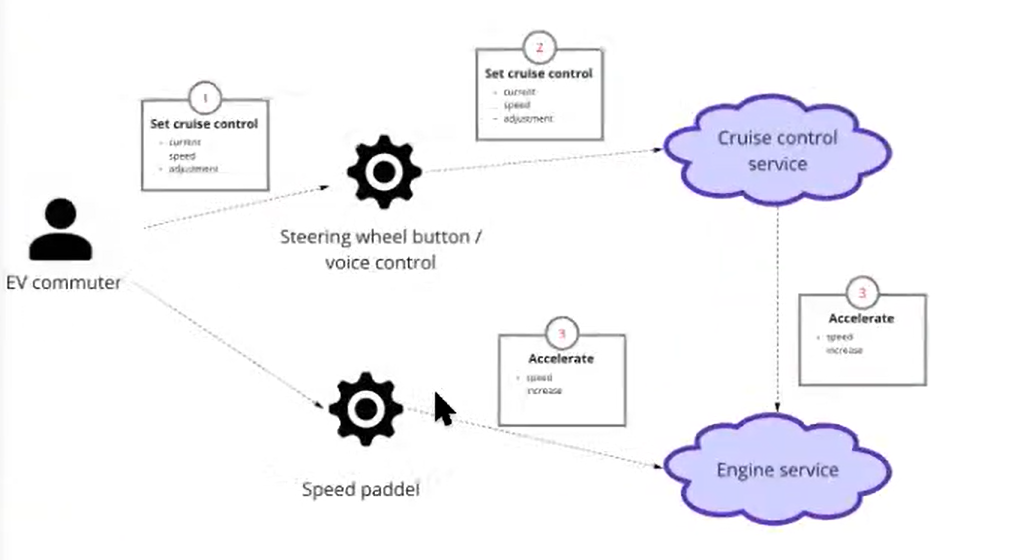 2
Set cruise control
current
speed
adjustment
1
Set cruise control
current
speed
adjustment
Cruise control
service
Steering wheel button /
voice control
EV commuter
3
Accelerate
speed
increase
3
Accelerate
speed
increase
Engine service
Speed paddel